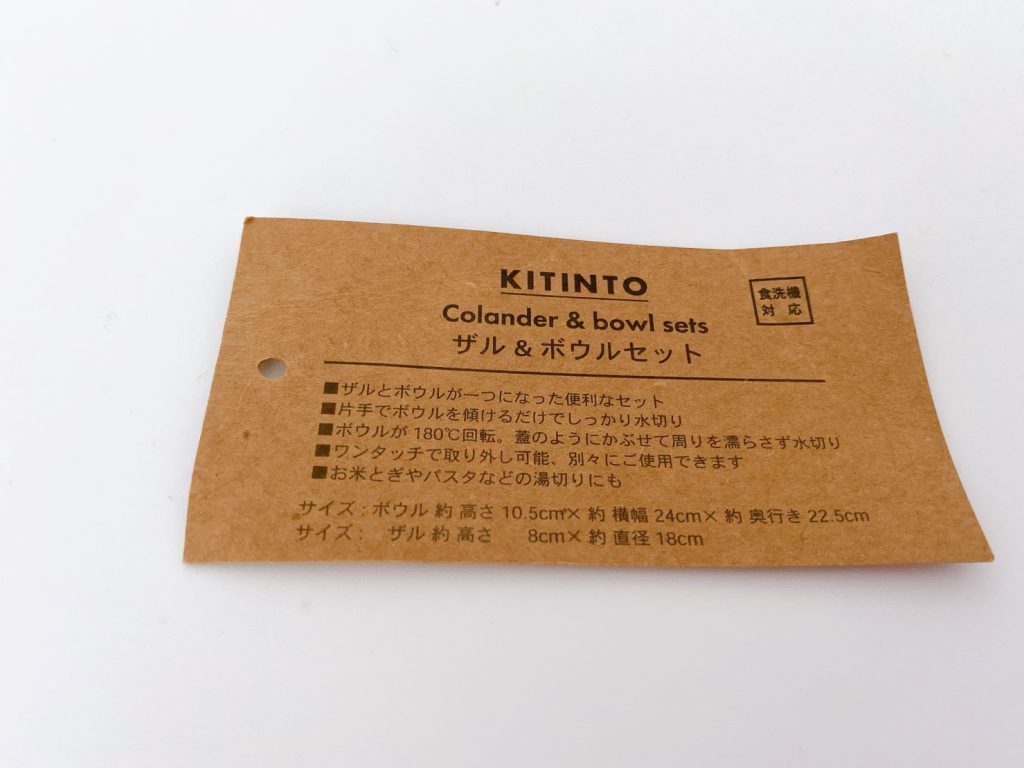 KITINTO
Colander & bowl sets
ザル & ボウルセット
食洗機
対 応
■ザルとボウルが一つになった便利なセット
■片手でボウルを傾けるだけでしっかり水切り
■ボウルが 180℃回転。蓋のようにかぶせて周りを濡らさず水切り
■ワンタッチで取り外し可能、別々にご使用できます
■お米とぎやパスタなどの湯切りにも
サイズ : ボウル 約 高さ 10.5cm× 約 横幅 24cm× 約 奥行き 22.5cm
サイズ : ザル 約 高さ 8cm× 約 直径 18cm